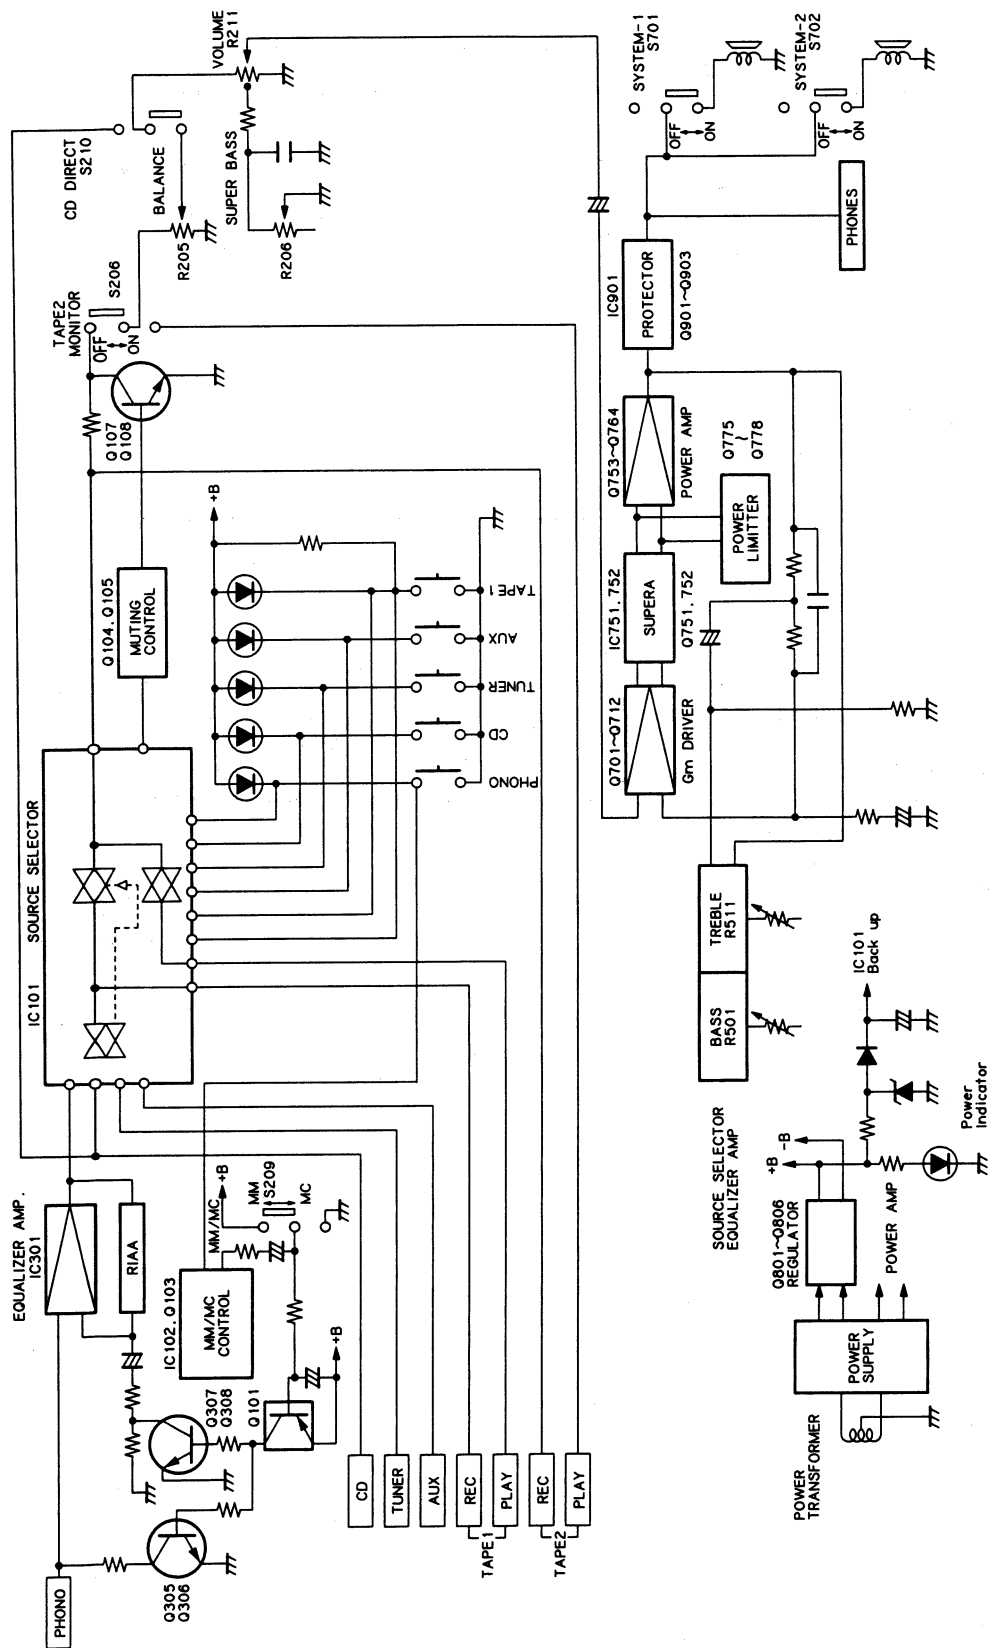 PHONO
Q305
Q306
EQUALIZER AMP.
IC301
RIAA
Q307
Q308
Q101
+B
IC102.Q103
MM/MC
CONTROL
MM/MC
+B
MM
S209
MC
CD
TUNER
AUX
REC
PLAY
TAPE1
REC
PLAY
TAPE2
IC101 SOURCE SELECTOR
Q104.Q105
MUTING
CONTROL
+B
PHONO
CD
TUNER
AUX
TAPE1
Q107
Q108
TAPE2
MONITOR
OFF
ON
S206
CD DIRECT
S210
BALANCE
R205
SUPER BASS
R206
VOLUME
R211
POWER
TRANSFORMER
POWER
SUPPLY
Q801~Q806
REGULATOR
POWER AMP
SOURCE SELECTOR
EQUALIZER AMP
+B
-B
Power
Indicator
IC101
Back up
BASS
R501
TREBLE
R511
Q701~Q712
Gm DRIVER
IC751.752
SUPERA
Q751.752
Q753~Q764
POWER AMP
POWER
LIMITTER
Q775
~
Q778
IC901
PROTECTOR
Q901~Q903
PHONES
SYSTEM-1
S701
OFF
ON
SYSTEM-2
S702
OFF
ON